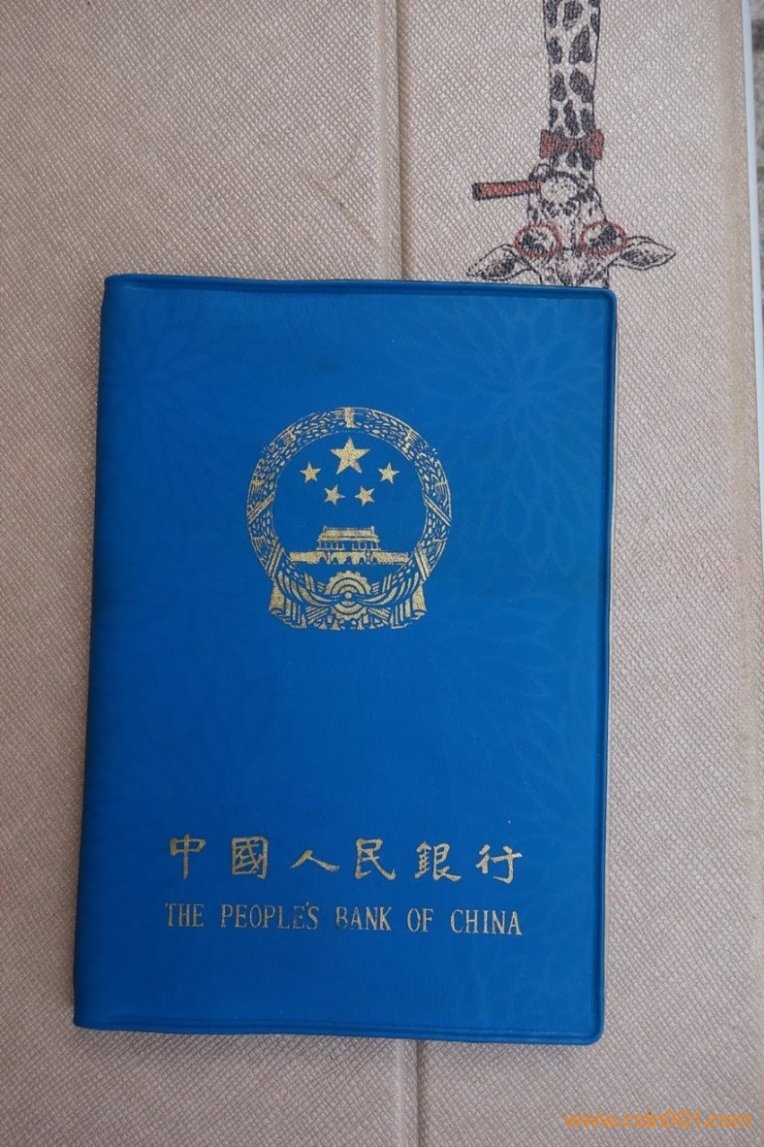 中國人民銀行
THE PEOPLE'S BANK OF CHINA
www.coin001.com